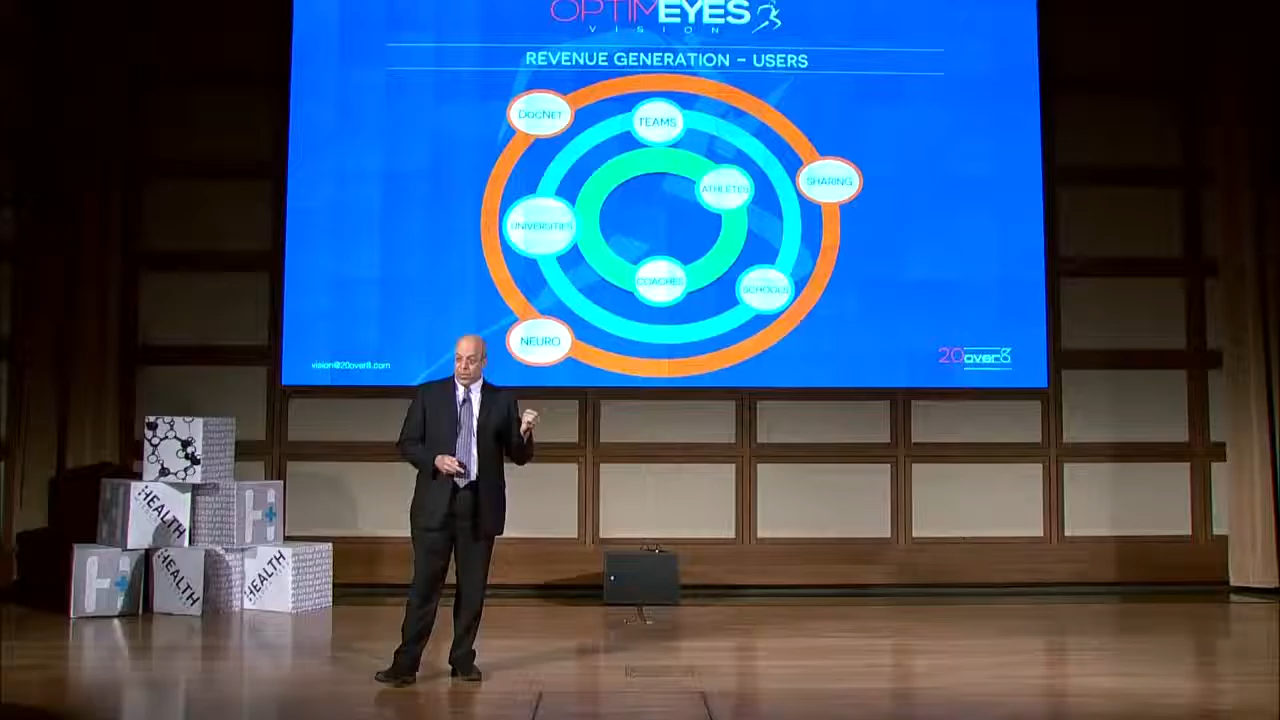 OPTIMEYES
VISION
REVENUE GENERATION – USERS
DOCNET
TEAMS
SHARING
ATHLETES
UNIVERSITIES
COACHES
SCHOOLS
NEURO
vision@20over8.com
20over8
HEALTH
H+
H+
HEALTH
HEALTH